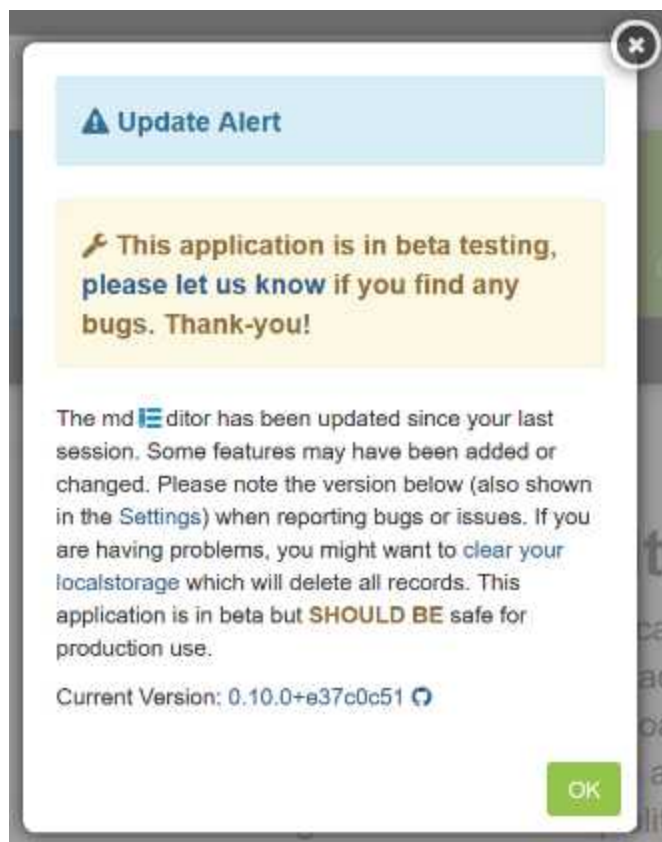 Update Alert
This application is in beta testing,
please let us know if you find any
bugs. Thank-you!
The md ditor has been updated since your last
session. Some features may have been added or
changed. Please note the version below (also shown
in the Settings) when reporting bugs or issues. If you
are having problems, you might want to clear your
localstorage which will delete all records. This
application is in beta but SHOULD BE safe for
production use.
Current Version: 0.10.0+e37c0c51
OK